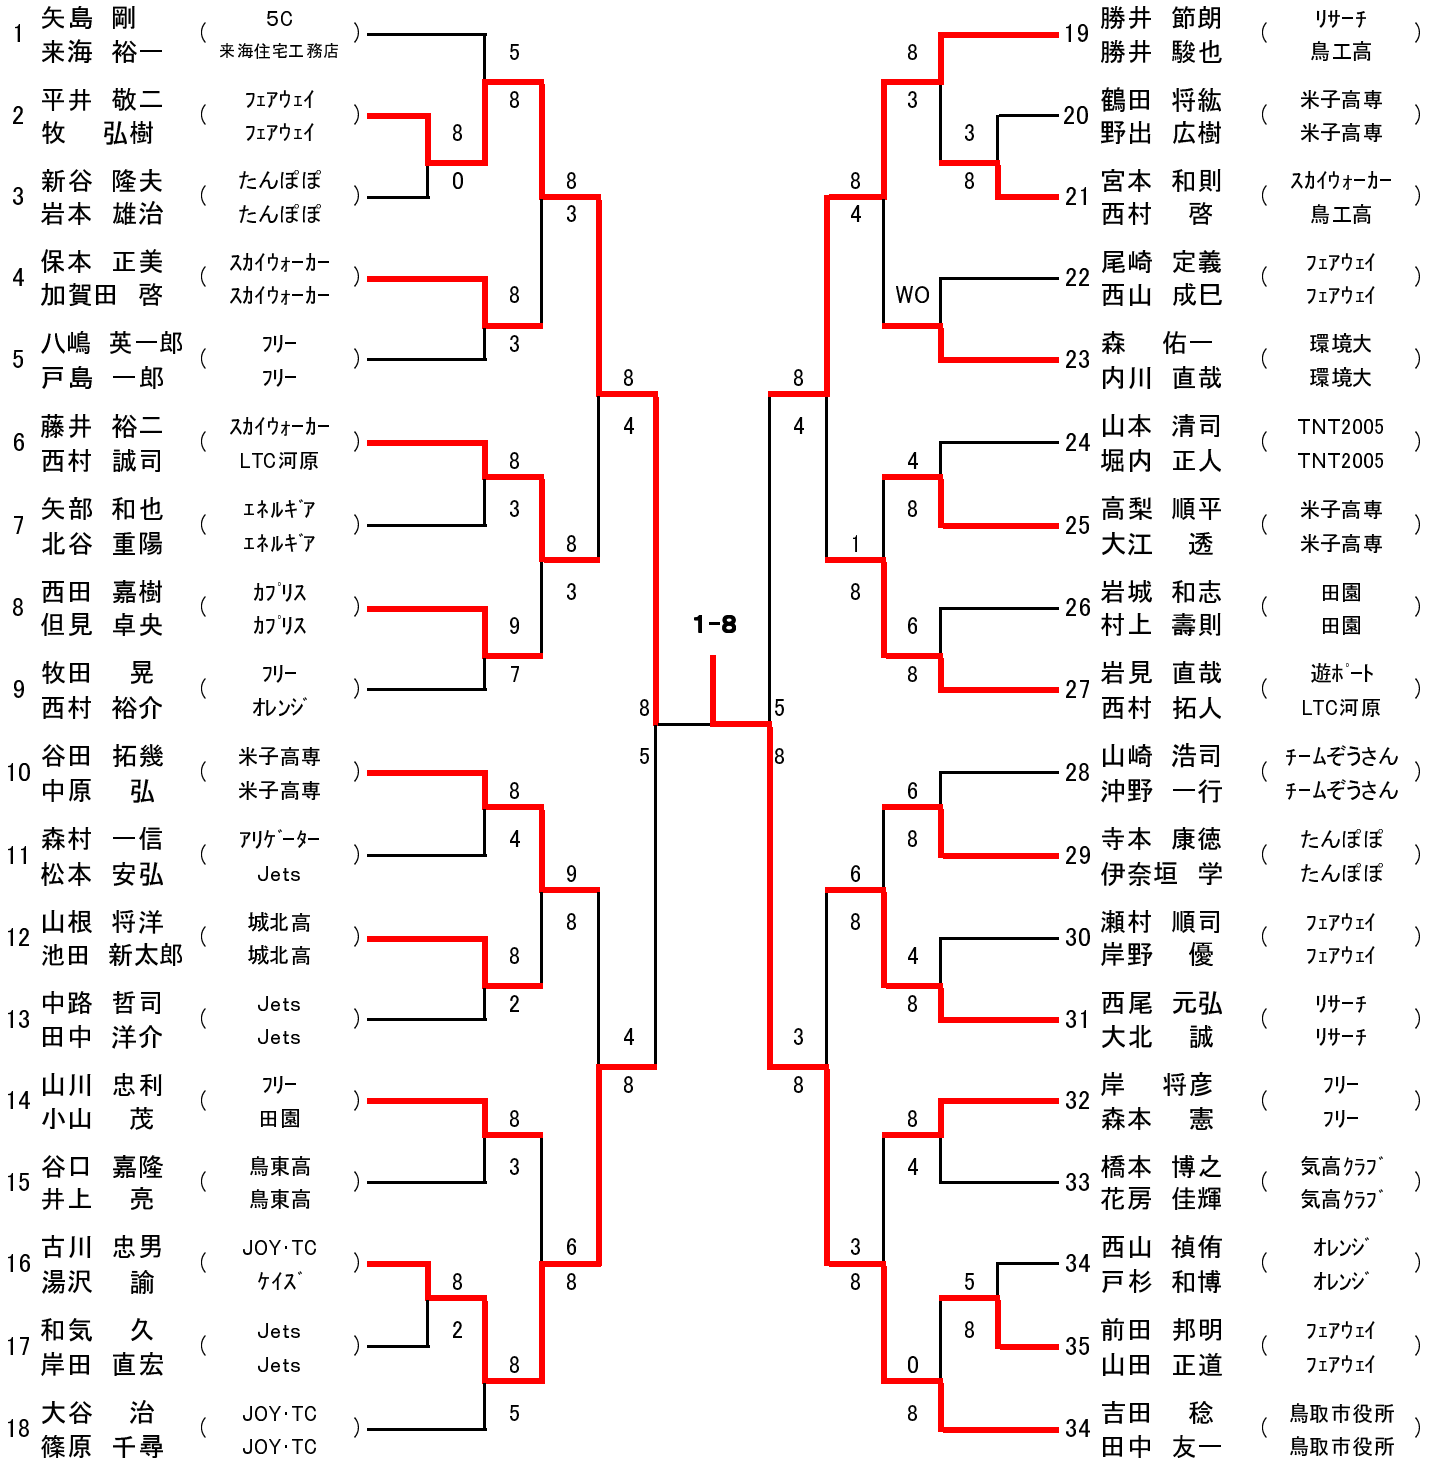 1 矢島 剛 ( 5C )
来海 裕一 来海住宅工務店
5
8
2 平井 敬二 ( フェアウェイ )
牧 弘樹 フェアウェイ
8
0
3 新谷 隆夫 ( たんぽぽ )
岩本 雄治 たんぽぽ
8
3
4 保本 正美 ( スカイウォーカー )
加賀田 啓 スカイウォーカー
8
3
5 八嶋 英一郎 ( フリー )
戸島 一郎 フリー
8
4
6 藤井 裕二 ( スカイウォーカー )
西村 誠司 LTC河原
8
3
7 矢部 和也 ( エネルギア )
北谷 重陽 エネルギア
8
3
8 西田 嘉樹 ( カプリス )
但見 卓央 カプリス
9
7
9 牧田 晃 ( フリー )
西村 裕介 オレンジ
8
5
10 谷田 拓幾 ( 米子高専 )
中原 弘 米子高専
8
4
11 森村 一信 ( アリゲーター )
松本 安弘 Jets
9
8
12 山根 将洋 ( 城北高 )
池田 新太郎 城北高
8
2
13 中路 哲司 ( Jets )
田中 洋介 Jets
4
8
14 山川 忠利 ( フリー )
小山 茂 田園
8
3
15 谷口 嘉隆 ( 鳥東高 )
井上 亮 鳥東高
6
8
16 古川 忠男 ( JOY・TC )
湯沢 諭 ケイズ
8
2
17 和気 久 ( Jets )
岸田 直宏 Jets
8
5
18 大谷 治 ( JOY・TC )
篠原 千尋 JOY・TC
1-8
19 勝井 節朗 ( リサーチ )
勝井 駿也 鳥工高
8
3
20 鶴田 将紘 ( 米子高専 )
野出 広樹 米子高専
3
8
21 宮本 和則 ( スカイウォーカー )
西村 啓 鳥工高
8
4
22 尾崎 定義 ( フェアウェイ )
西山 成巳 フェアウェイ
WO
23 森 佑一 ( 環境大 )
内川 直哉 環境大
8
4
24 山本 清司 ( TNT2005 )
堀内 正人 TNT2005
4
8
25 高梨 順平 ( 米子高専 )
大江 透 米子高専
1
8
26 岩城 和志 ( 田園 )
村上 壽則 田園
6
8
27 岩見 直哉 ( 遊ポート )
西村 拓人 LTC河原
5
8
28 山崎 浩司 ( チームぞうさん )
沖野 一行 チームぞうさん
6
8
29 寺本 康徳 ( たんぽぽ )
伊奈垣 学 たんぽぽ
6
8
30 瀬村 順司 ( フェアウェイ )
岸野 優 フェアウェイ
4
8
31 西尾 元弘 ( リサーチ )
大北 誠 リサーチ
3
8
32 岸 将彦 ( フリー )
森本 憲 フリー
8
4
33 橋本 博之 ( 気高クラブ )
花房 佳輝 気高クラブ
3
8
34 西山 禎侑 ( オレンジ )
戸杉 和博 オレンジ
5
8
35 前田 邦明 ( フェアウェイ )
山田 正道 フェアウェイ
0
8
34 吉田 稔 ( 鳥取市役所 )
田中 友一 鳥取市役所